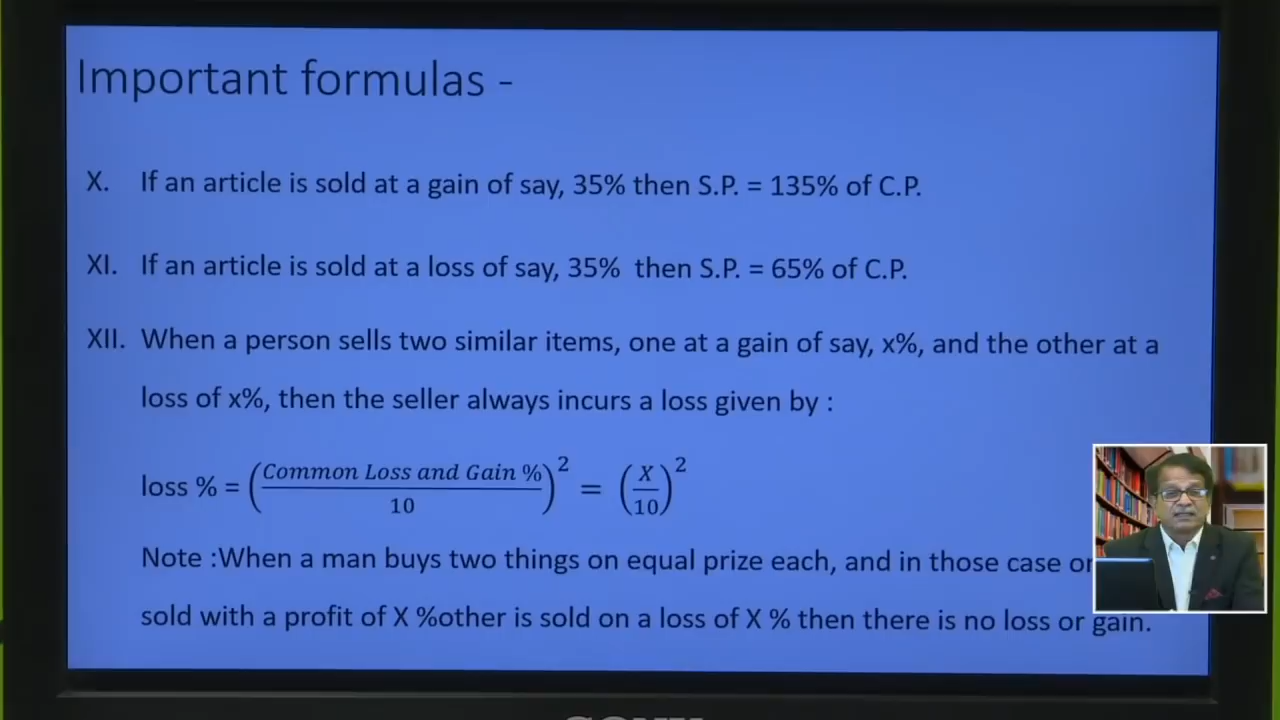 Important formulas -
X. If an article is sold at a gain of say, 35% then S.P. = 135% of C.P.
XI. If an article is sold at a loss of say, 35% then S.P. = 65% of C.P.
XII. When a person sells two similar items, one at a gain of say, x%, and the other at a
loss of x%, then the seller always incurs a loss given by :
loss % = (Common Loss and Gain % / 10)² = (X / 10)²
Note :When a man buys two things on equal prize each, and in those case
sold with a profit of X %other is sold on a loss of X % then there is no loss or gain.